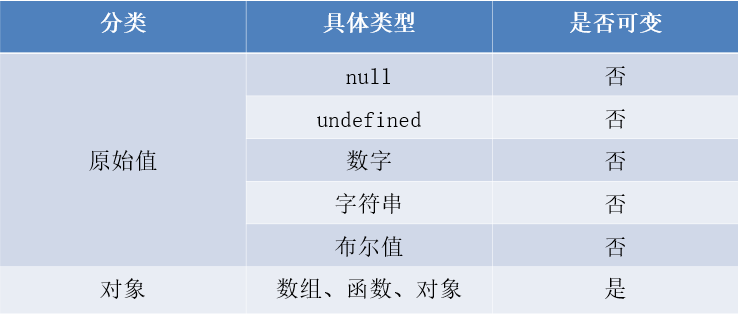 分类 具体类型 是否可变
null 否
undefined 否
原始值 数字 否
字符串 否
布尔值 否
对象 数组、函数、对象 是